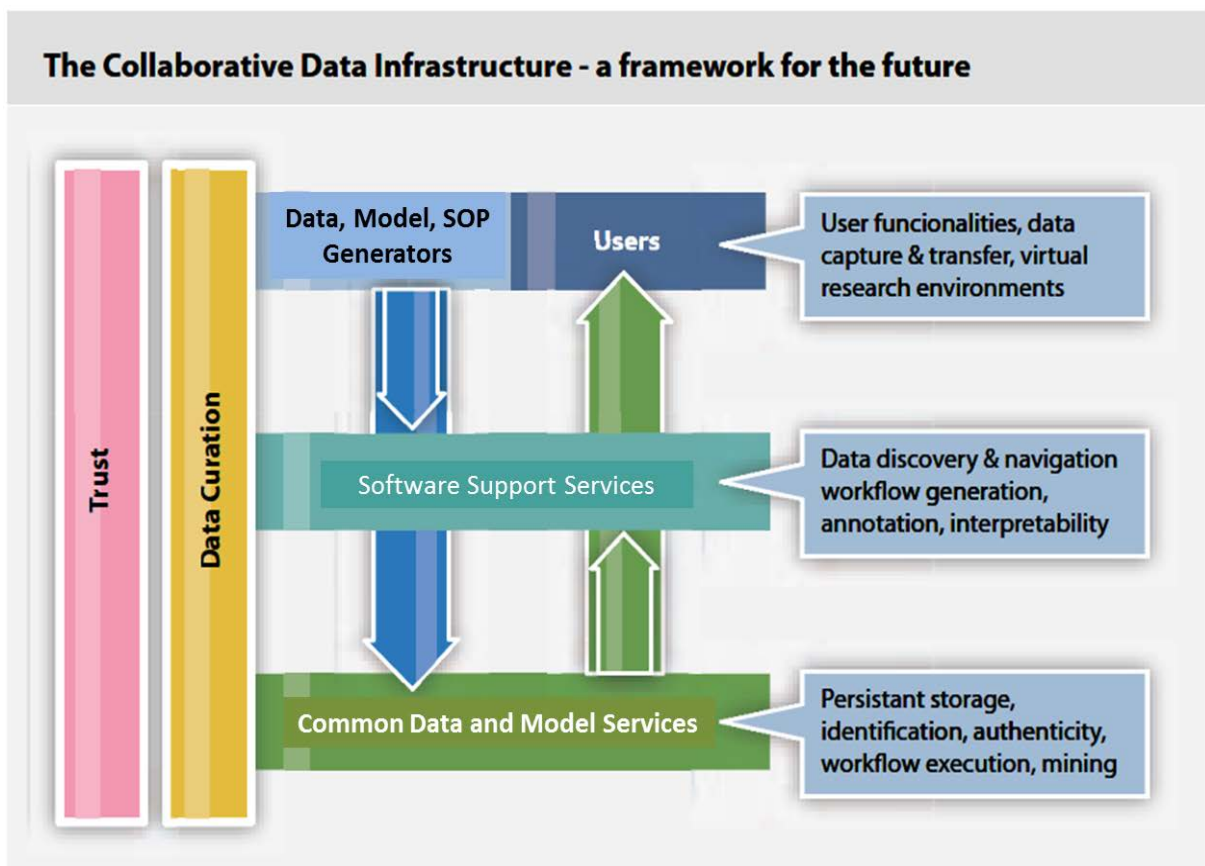 The Collaborative Data Infrastructure - a framework for the future
Trust
Data Curation
Data, Model, SOP
Generators
Users
User funcionalities, data
capture & transfer, virtual
research environments
Software Support Services
Data discovery & navigation
workflow generation,
annotation, interpretability
Common Data and Model Services
Persistant storage,
identification, authenticity,
workflow execution, mining